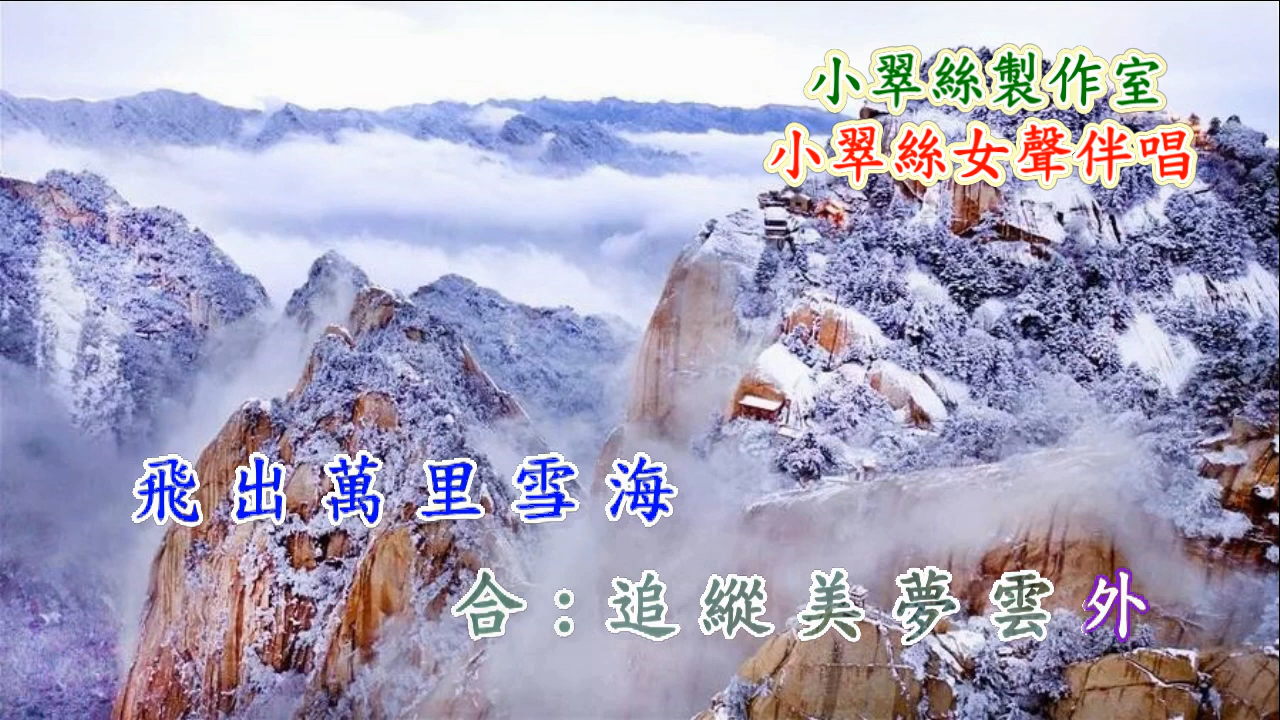 小翠絲製作室
小翠絲女聲伴唱
飛出萬里雪海
合:追縱美夢雲外